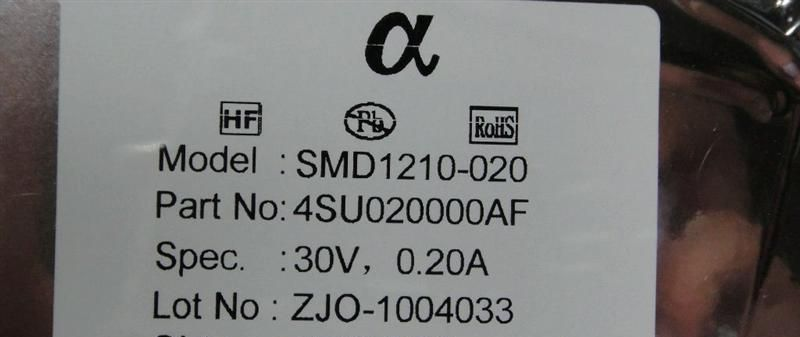 α
HF Pb RoHS
Model : SMD1210-020
Part No: 4SU020000AF
Spec. : 30V, 0.20A
Lot No : ZJO-1004033